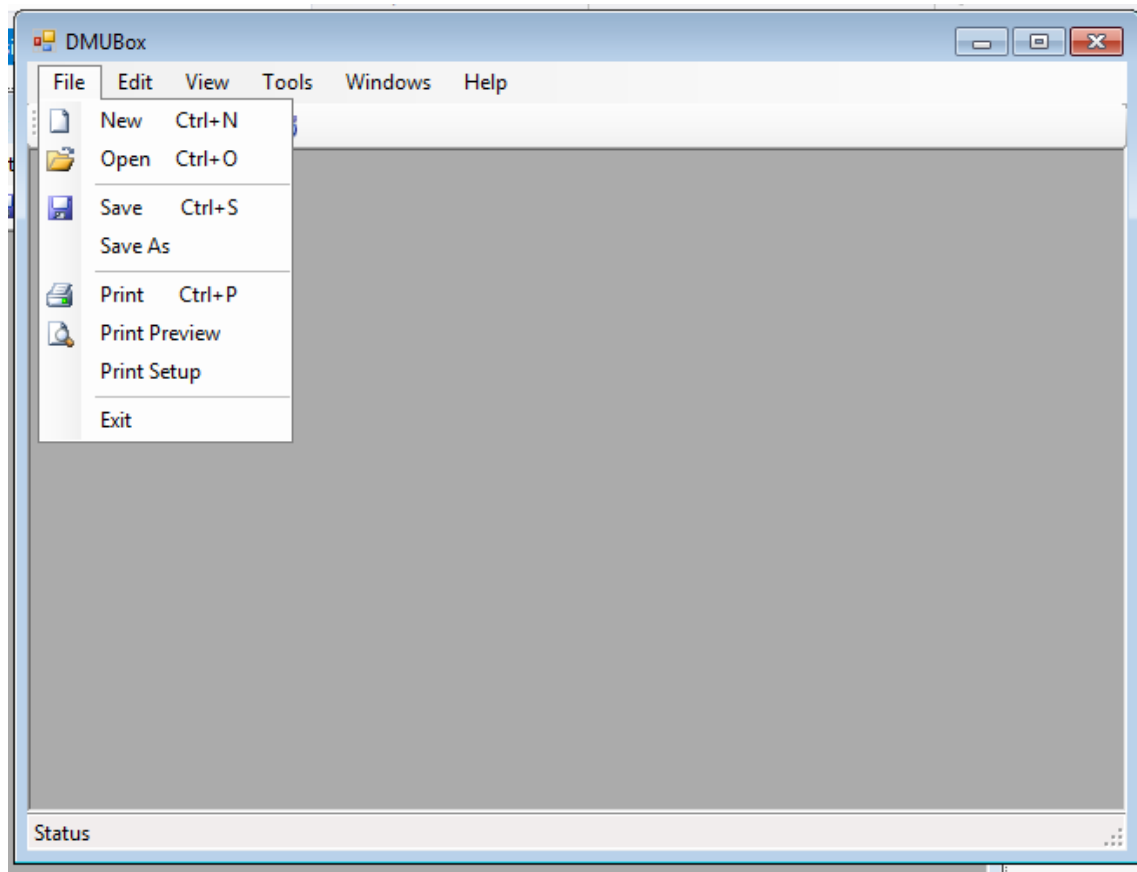 DMUBox
File Edit View Tools Windows Help
New Ctrl+N
Open Ctrl+O
Save Ctrl+S
Save As
Print Ctrl+P
Print Preview
Print Setup
Exit
Status